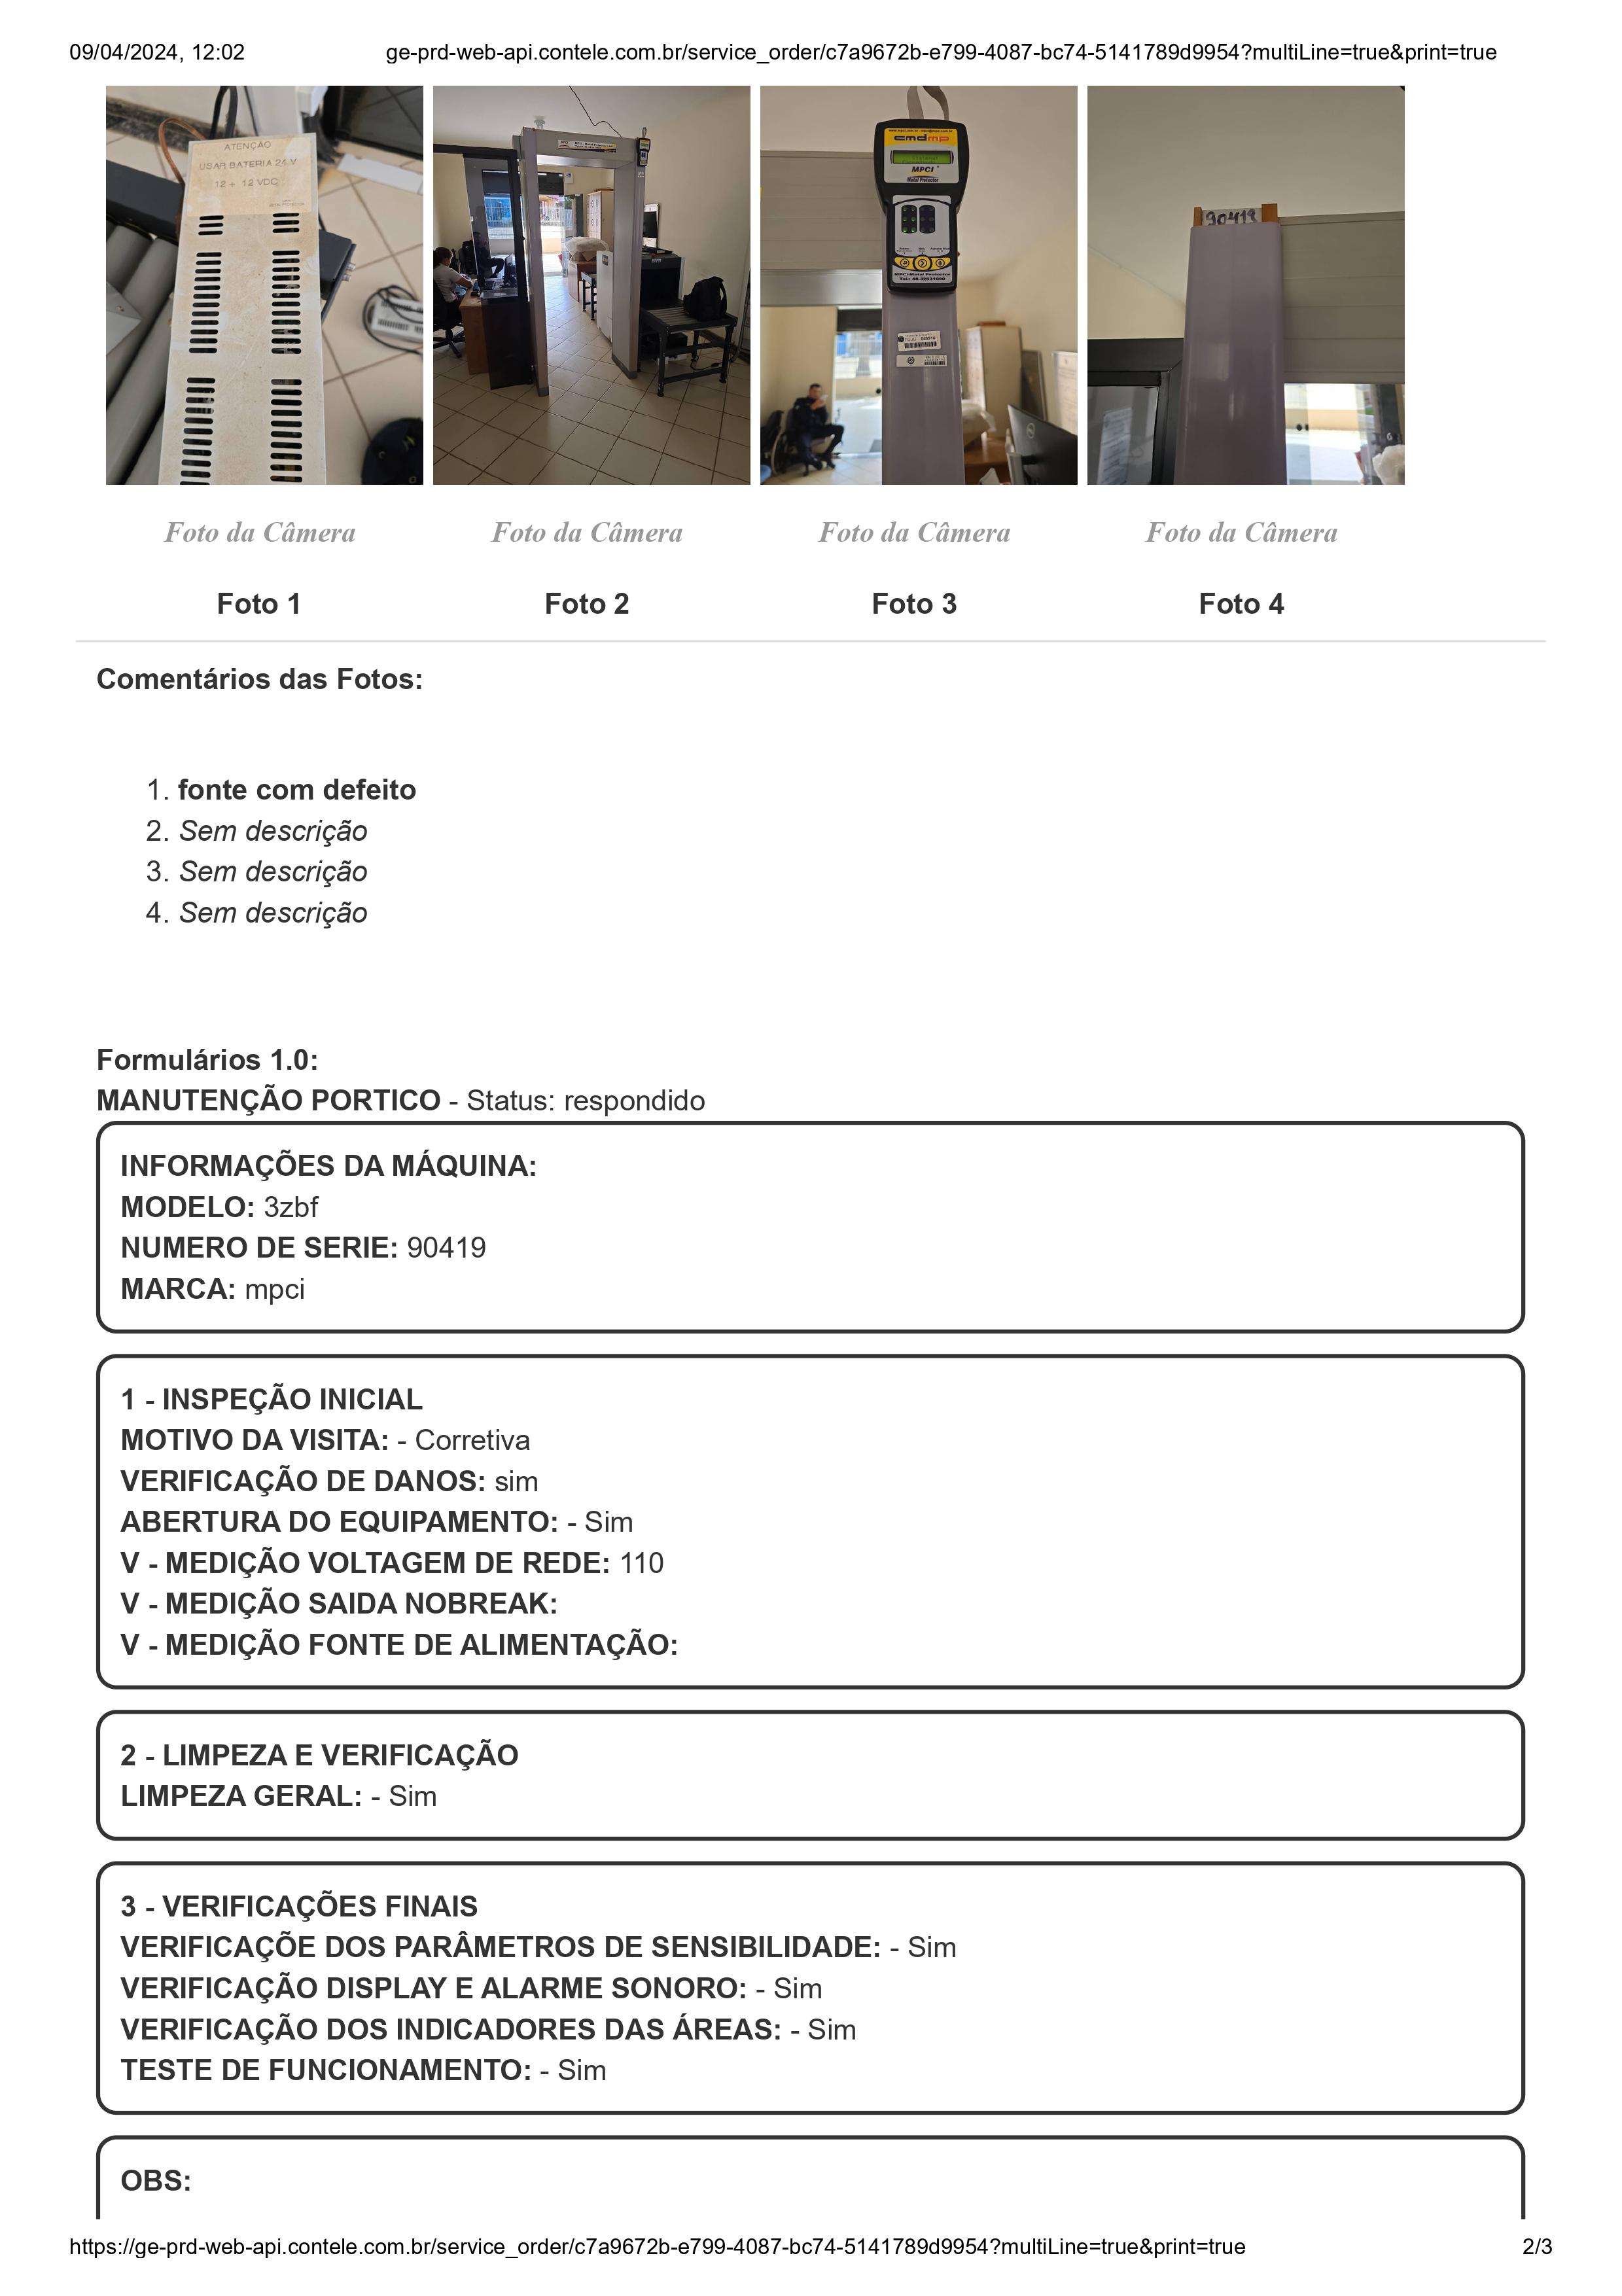 09/04/2024, 12:02
ge-prd-web-api.contele.com.br/service_order/c7a9672b-e799-4087-bc74-5141789d9954?multiLine=true&print=true
ATENÇÃO
USAR BATERIA 24 V
12 + 12 VDC
cmdmp
MPCI
Metal Protector
90419
Foto da Câmera
Foto da Câmera
Foto da Câmera
Foto da Câmera
Foto 1
Foto 2
Foto 3
Foto 4
Comentários das Fotos:
1. fonte com defeito
2. Sem descrição
3. Sem descrição
4. Sem descrição
Formulários 1.0:
MANUTENÇÃO PORTICO - Status: respondido
INFORMAÇÕES DA MÁQUINA:
MODELO: 3zbf
NUMERO DE SERIE: 90419
MARCA: mpci
1 - INSPEÇÃO INICIAL
MOTIVO DA VISITA: - Corretiva
VERIFICAÇÃO DE DANOS: sim
ABERTURA DO EQUIPAMENTO: - Sim
V - MEDIÇÃO VOLTAGEM DE REDE: 110
V - MEDIÇÃO SAIDA NOBREAK:
V - MEDIÇÃO FONTE DE ALIMENTAÇÃO:
2 - LIMPEZA E VERIFICAÇÃO
LIMPEZA GERAL: - Sim
3 - VERIFICAÇÕES FINAIS
VERIFICAÇÕE DOS PARÂMETROS DE SENSIBILIDADE: - Sim
VERIFICAÇÃO DISPLAY E ALARME SONORO: - Sim
VERIFICAÇÃO DOS INDICADORES DAS ÁREAS: - Sim
TESTE DE FUNCIONAMENTO: - Sim
OBS:
https://ge-prd-web-api.contele.com.br/service_order/c7a9672b-e799-4087-bc74-5141789d9954?multiLine=true&print=true
2/3